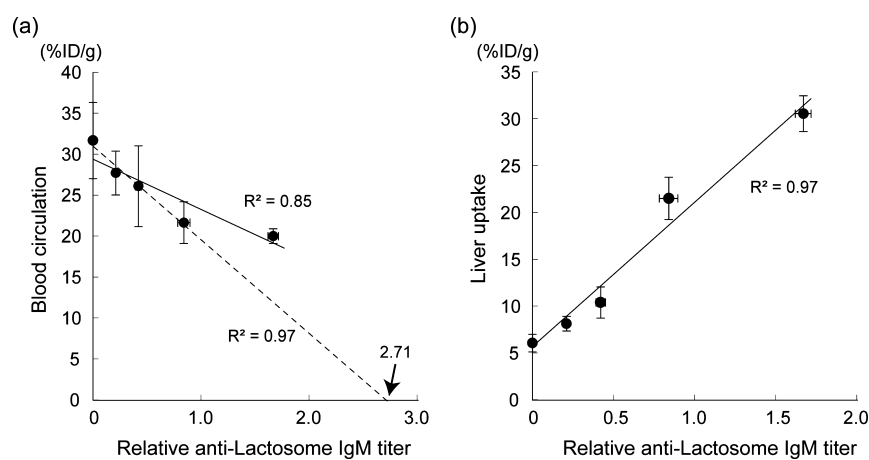 (a)
(%ID/g)
40
35
30
25
20
15
10
5
0
Blood circulation
R² = 0.85
R² = 0.97
2.71
0
1.0
2.0
3.0
Relative anti-Lactosome IgM titer
(b)
(%ID/g)
35
30
25
20
15
10
5
0
Liver uptake
R² = 0.97
0
0.5
1.0
1.5
2.0
Relative anti-Lactosome IgM titer